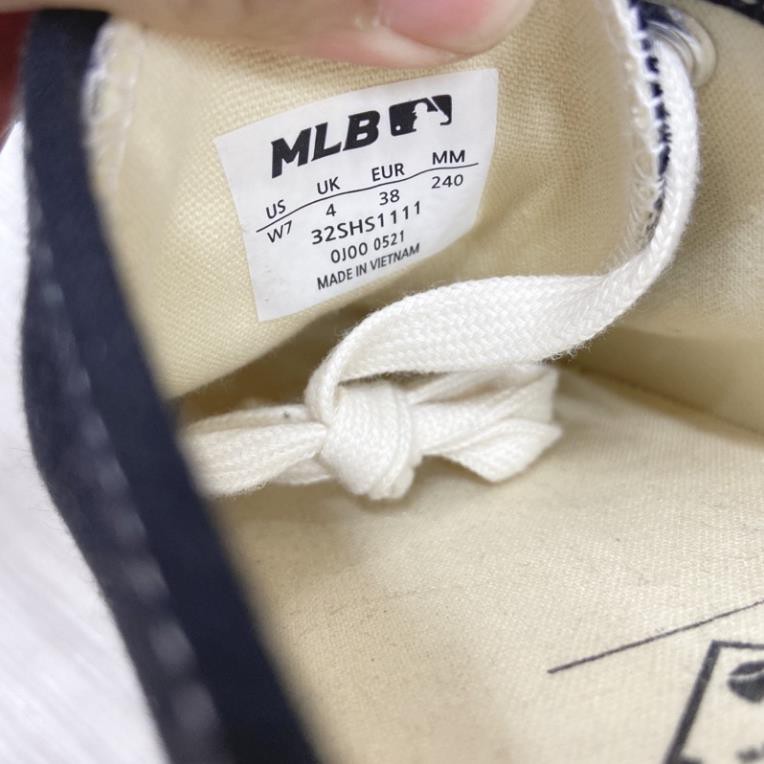 MLB
US UK EUR MM
W7 4 38 240
32SHS1111
0J00 0521
MADE IN VIETNAM